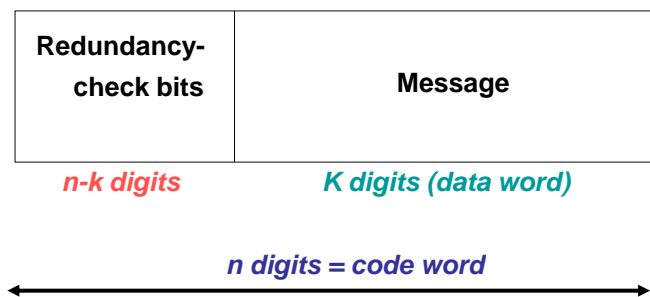 Redundancy-
check bits
Message
n-k digits
K digits (data word)
n digits = code word